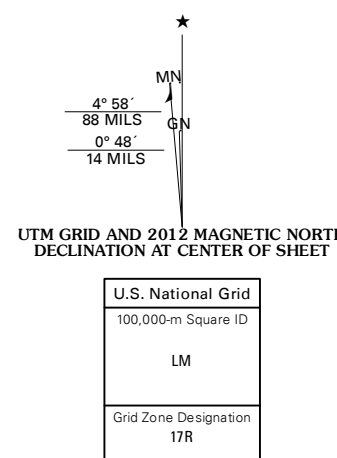 ★
MN
4° 58´
88 MILS
GN
0° 48´
14 MILS
UTM GRID AND 2012 MAGNETIC NORT
DECLINATION AT CENTER OF SHEET
U.S. National Grid
100,000-m Square ID
LM
Grid Zone Designation
17R